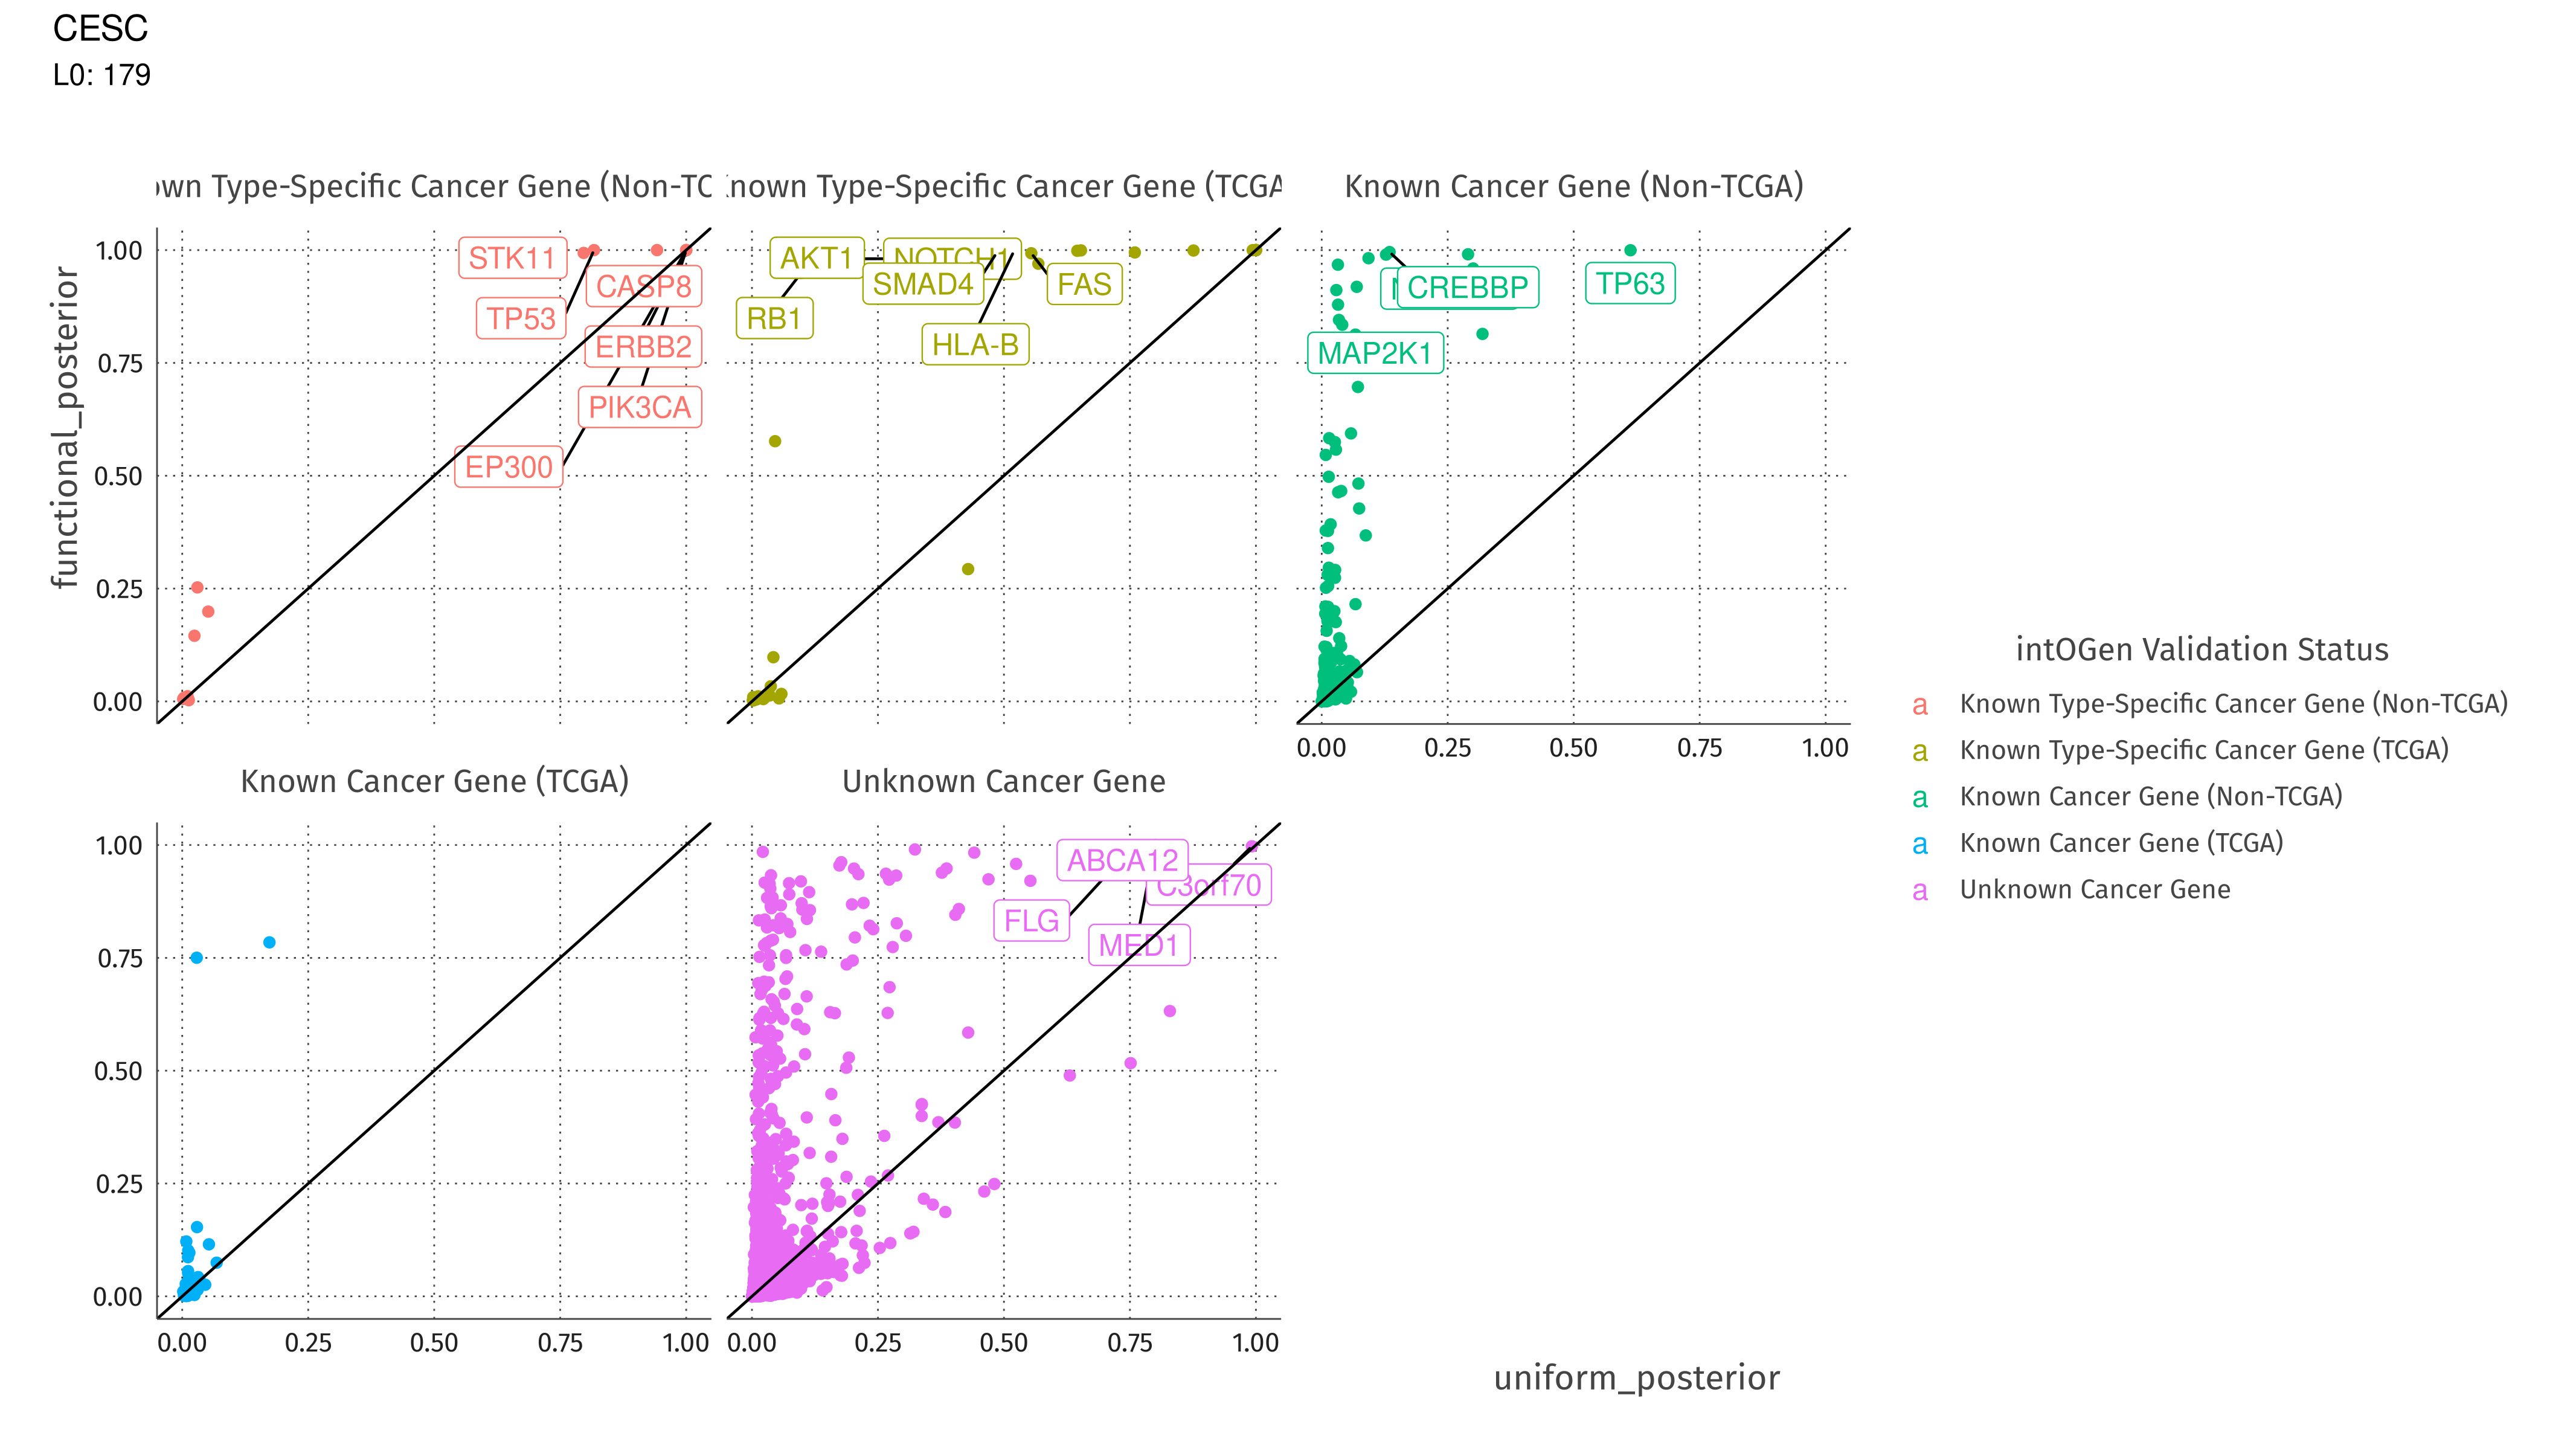 CESC
L0: 179
own Type-Specific Cancer Gene (Non-TC
Known Type-Specific Cancer Gene (TCGA
Known Cancer Gene (Non-TCGA)
functional_posterior
1.00
0.75
0.50
0.25
0.00
STK11
CASP8
TP53
ERBB2
PIK3CA
EP300
AKT1
NOTCH1
SMAD4
FAS
RB1
HLA-B
CREBBP
TP63
MAP2K1
0.00 0.25 0.50 0.75 1.00
Known Cancer Gene (TCGA)
Unknown Cancer Gene
1.00
0.75
0.50
0.25
0.00
ABCA12
C3orf70
FLG
MED1
0.00 0.25 0.50 0.75 1.00
0.00 0.25 0.50 0.75 1.00
uniform_posterior
intOGen Validation Status
a Known Type-Specific Cancer Gene (Non-TCGA)
a Known Type-Specific Cancer Gene (TCGA)
a Known Cancer Gene (Non-TCGA)
a Known Cancer Gene (TCGA)
a Unknown Cancer Gene